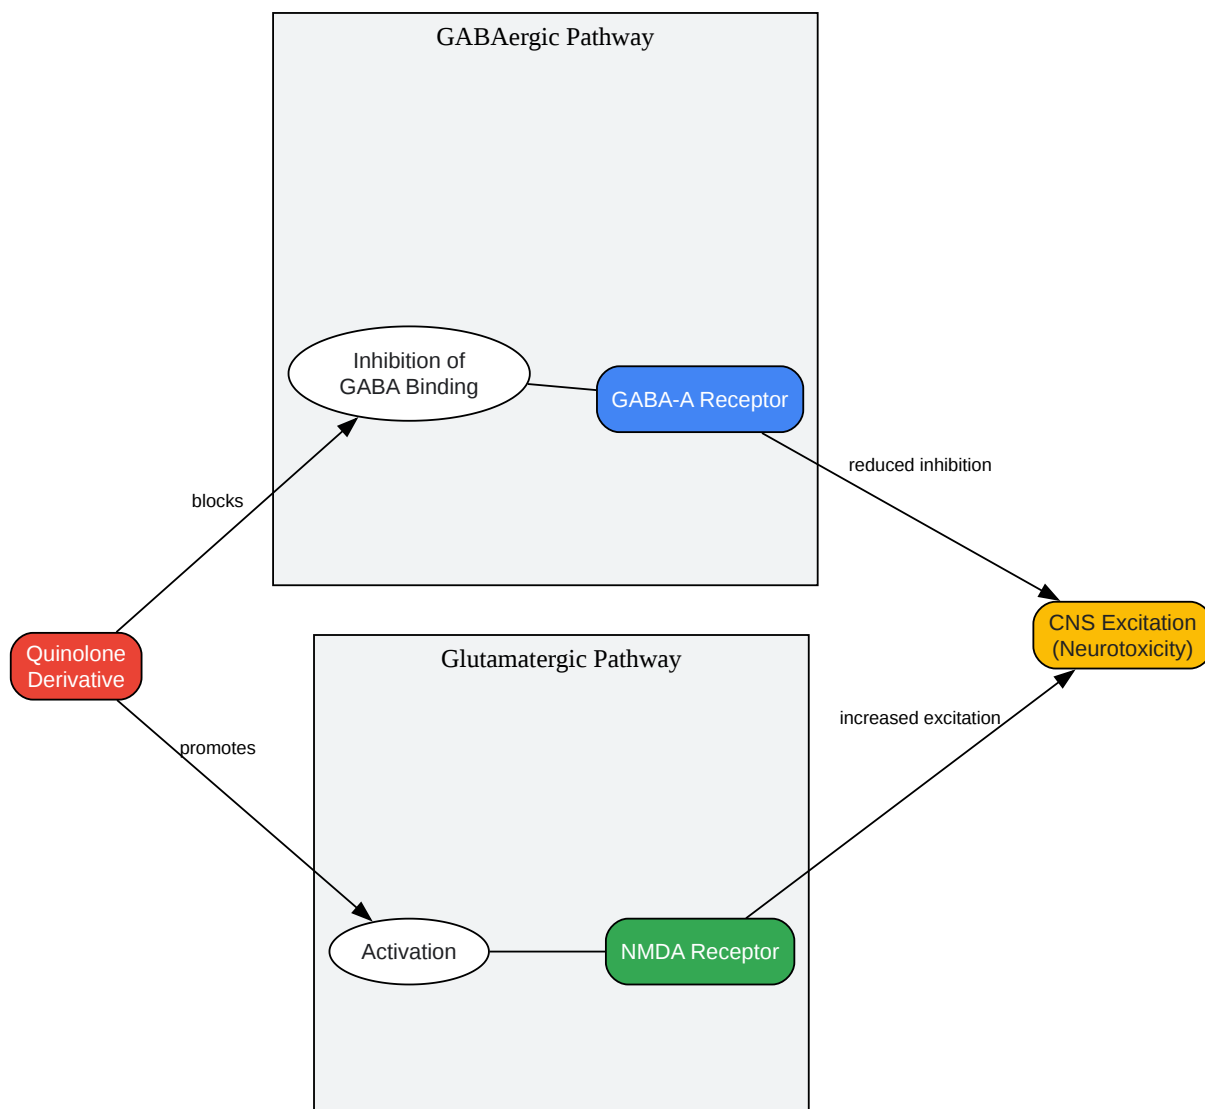 GABAergic Pathway
Inhibition of
GABA Binding
GABA-A Receptor
reduced inhibition
blocks
CNS Excitation
(Neurotoxicity)
Quinolone
Derivative
Glutamatergic Pathway
increased excitation
promotes
Activation
NMDA Receptor